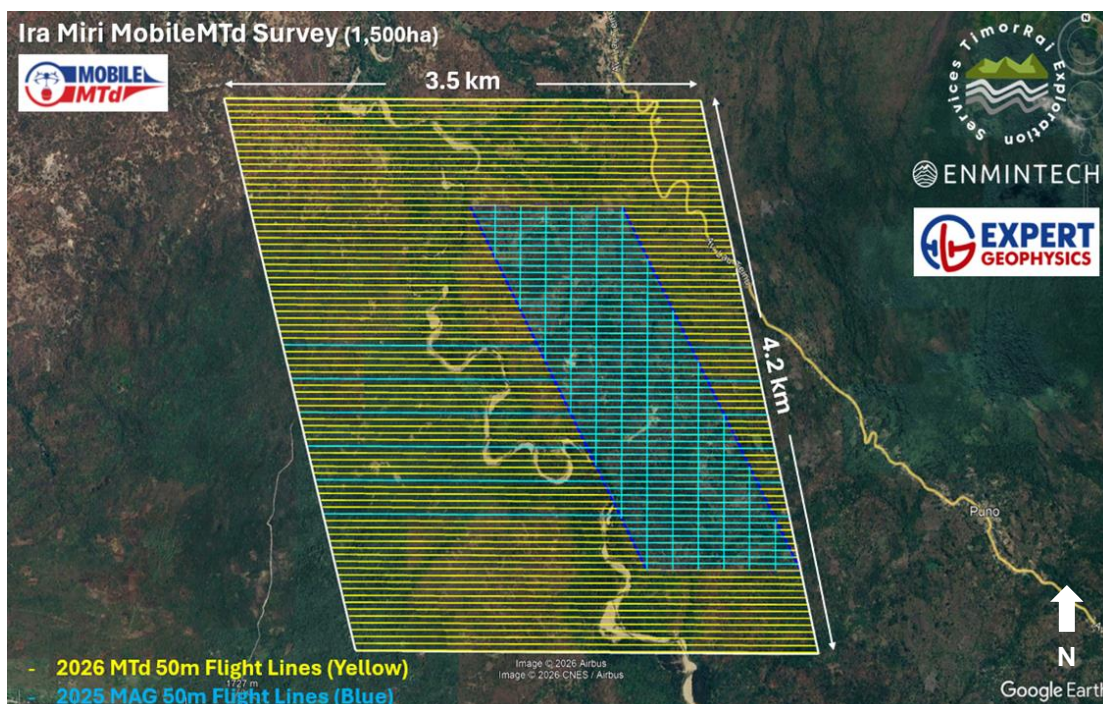 Ira Miri MobileMTd Survey (1,500ha)
MOBILE
MTd
3.5 km
TimorRai Exploration Services
ENMINTECH
EXPERT
GEOPHYSICS
4.2 km
Puno
N
- 2026 MTd 50m Flight Lines (Yellow)
1727 m
- 2025 MAG 50m Flight Lines (Blue)
Image © 2026 Airbus
Image © 2026 CNES / Airbus
Google Earth